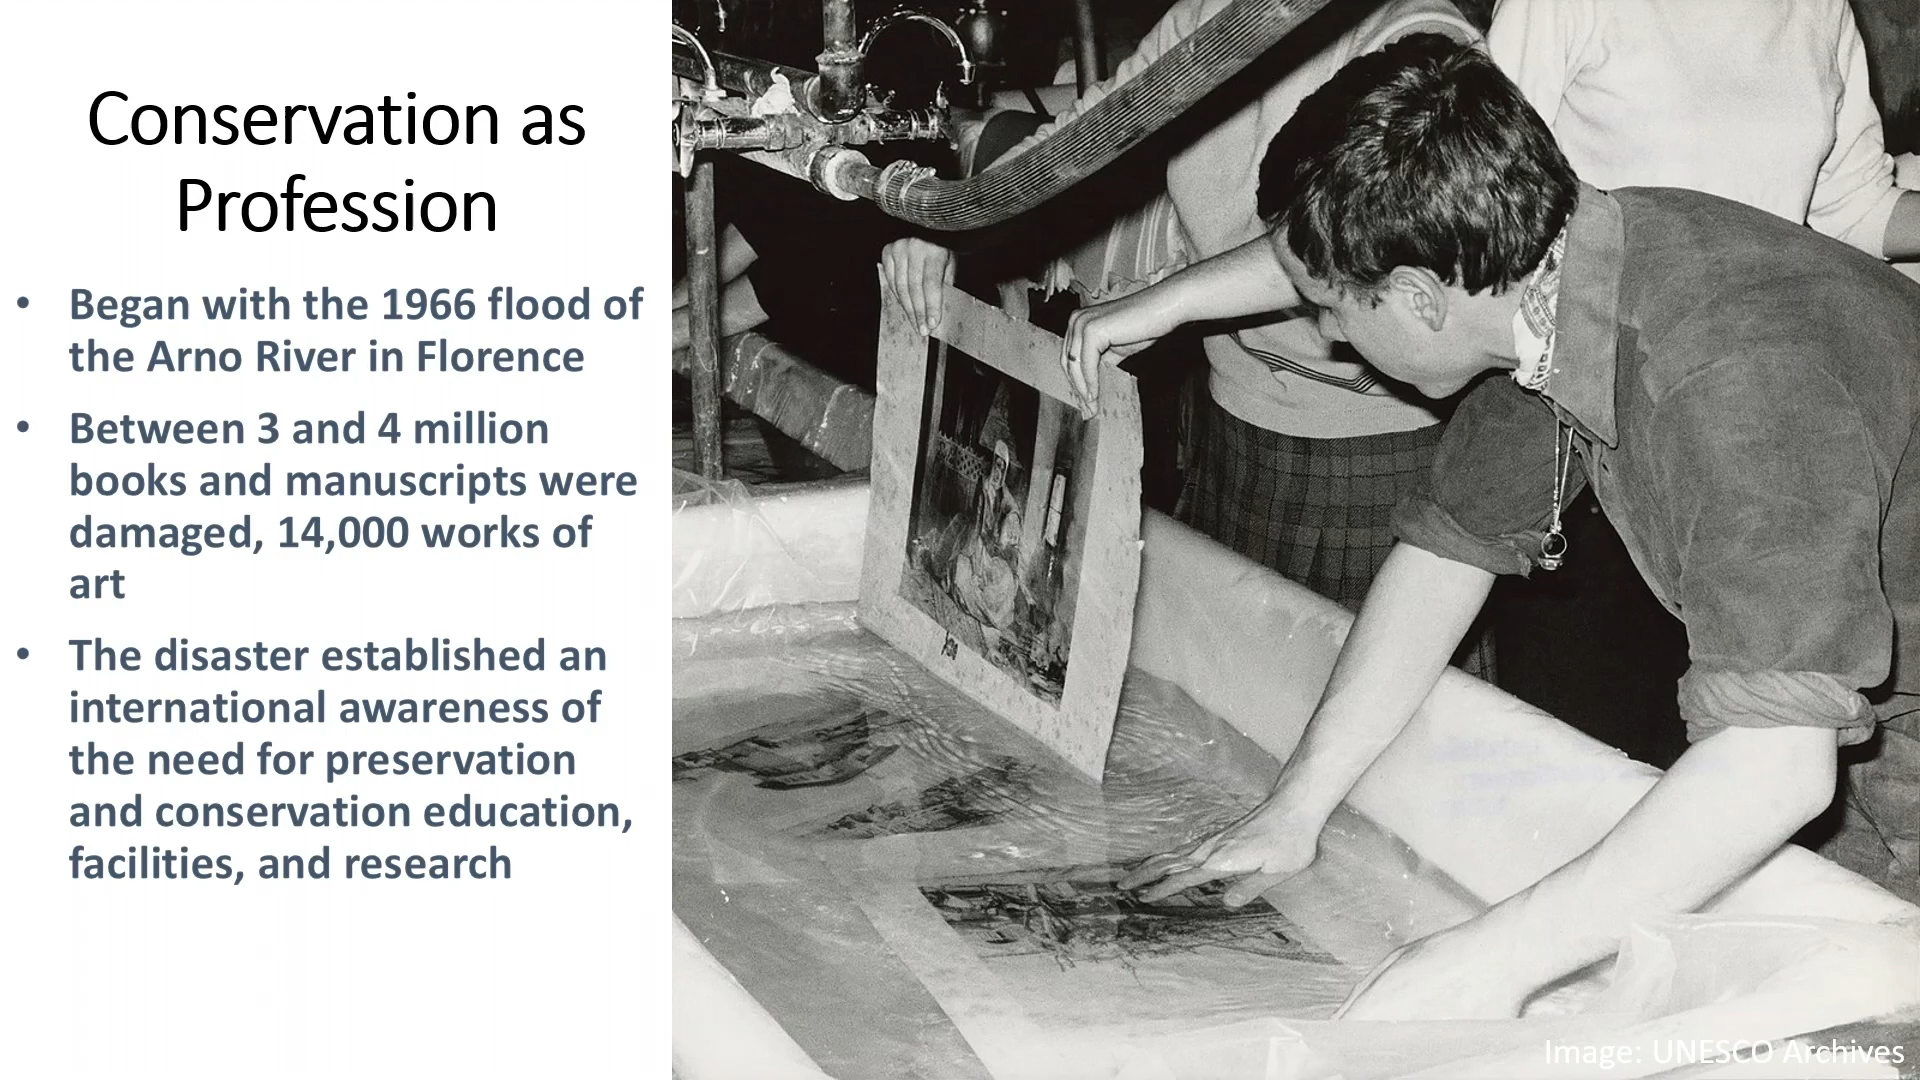 Conservation as
Profession
• Began with the 1966 flood of
the Arno River in Florence
• Between 3 and 4 million
books and manuscripts were
damaged, 14,000 works of
art
• The disaster established an
international awareness of
the need for preservation
and conservation education,
facilities, and research
Image: UNESCO Archives